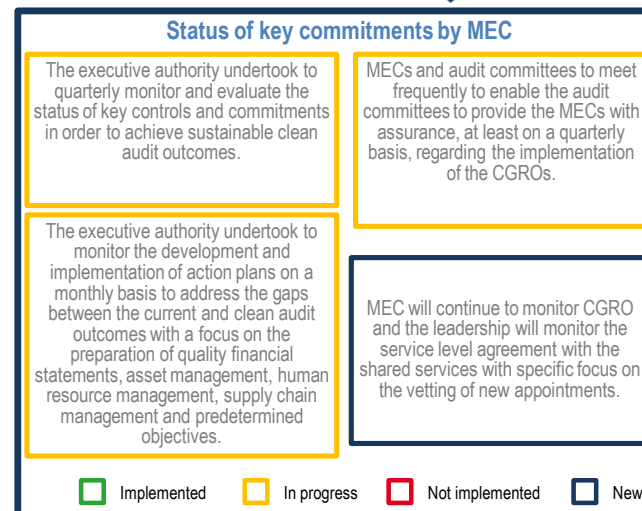 Status of key commitments by MEC
The executive authority undertook to
quarterly monitor and evaluate the
status of key controls and commitments
in order to achieve sustainable clean
audit outcomes.
The executive authority undertook to
monitor the development and
implementation of action plans on a
monthly basis to address the gaps
between the current and clean audit
outcomes with a focus on the
preparation of quality financial
statements, asset management, human
resource management, supply chain
management and predetermined
objectives.
MECs and audit committees to meet
frequently to enable the audit
committees to provide the MECs with
assurance, at least on a quarterly
basis, regarding the implementation
of the CGROs.
MEC will continue to monitor CGRO
and the leadership will monitor the
service level agreement with the
shared services with specific focus on
the vetting of new appointments.
Implemented In progress Not implemented New